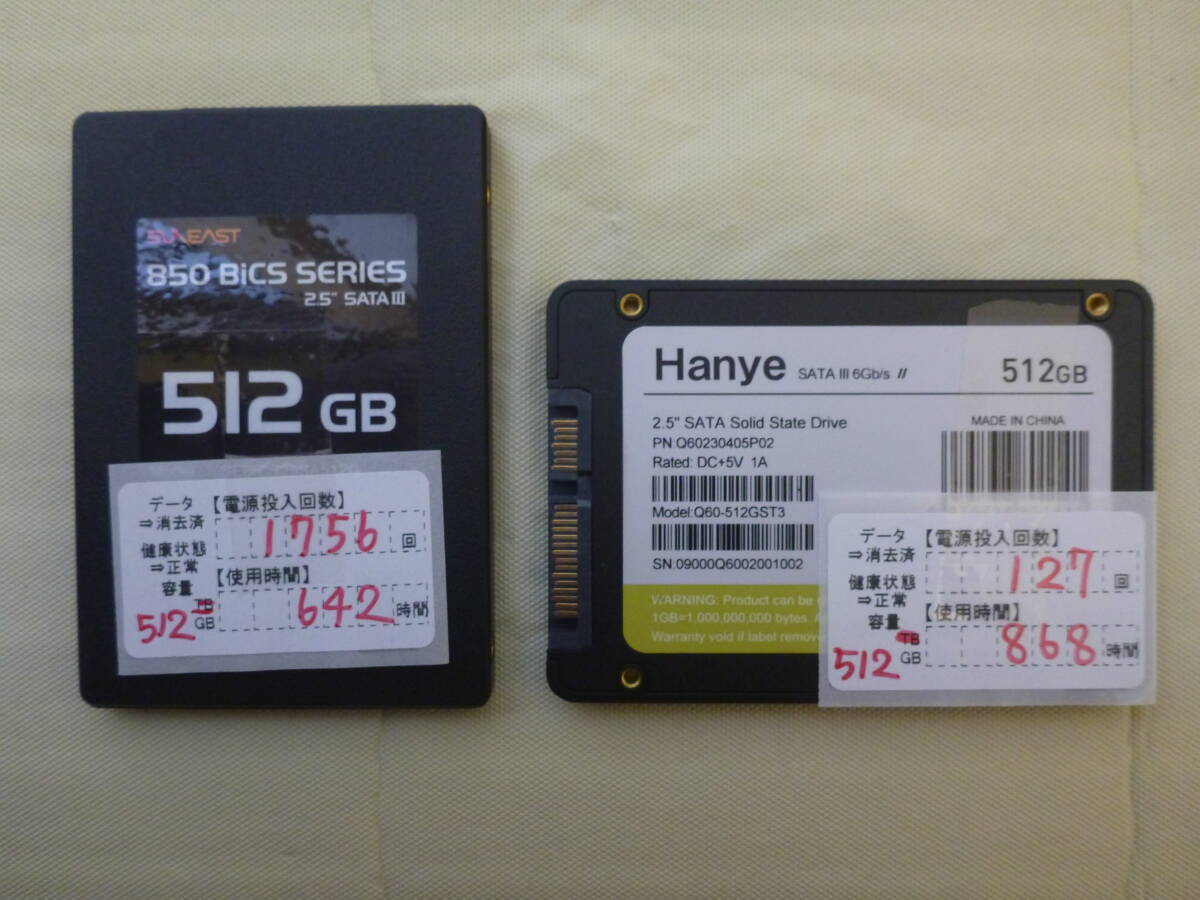 SUNEAST
850 BiCS SERIES
2.5" SATA III
512 GB
データ 【電源投入回数】
⇒消去済 1756 回
健康状態
⇒正常 【使用時間】
容量 642 時間
TB
512 GB
Hanye SATA III 6Gb/s // 512GB
2.5" SATA Solid State Drive MADE IN CHINA
PN:Q60230405P02
Rated: DC+5V 1A
Model:Q60-512GST3
SN:09000Q6002001002
WARNING: Product can be
1GB=1,000,000,000 bytes.
Warranty void if label remove
データ 【電源投入回数】
⇒消去済 127 回
健康状態
⇒正常 【使用時間】
容量 868 時間
TB
512 GB